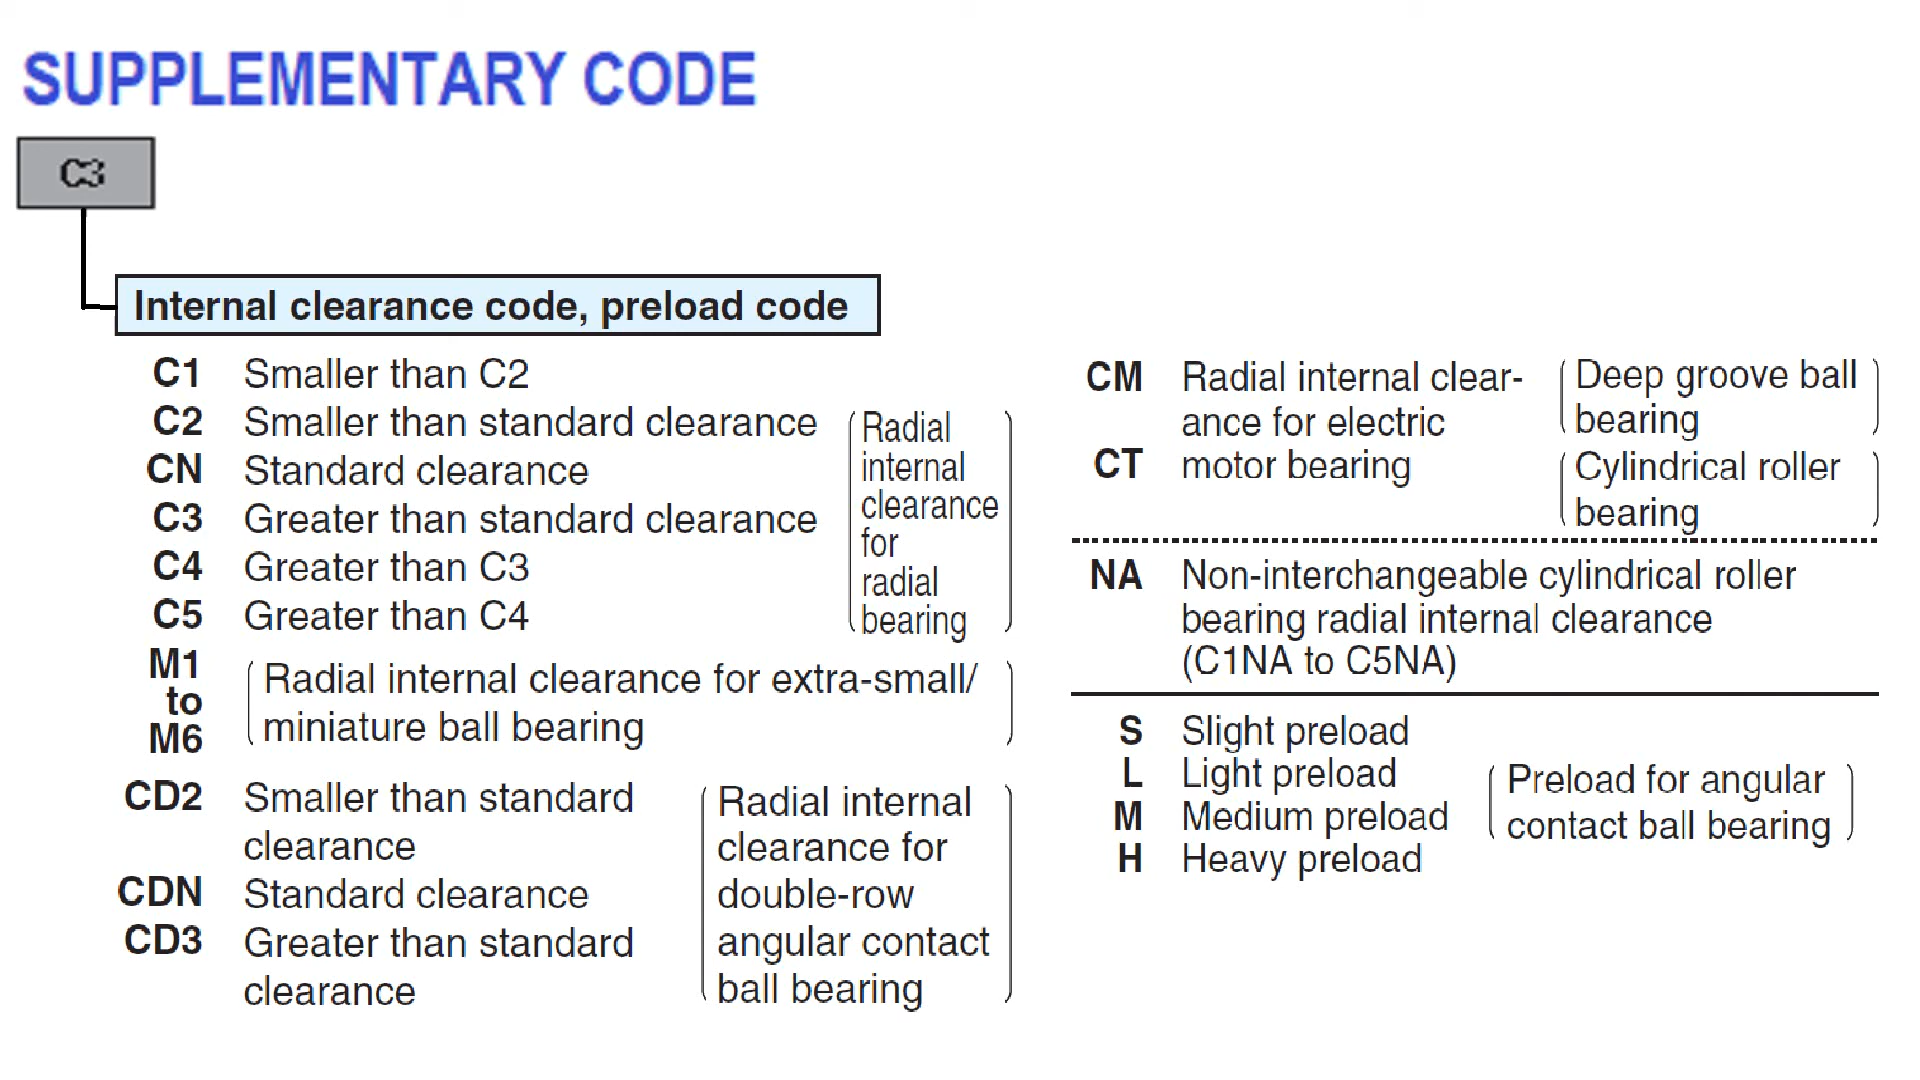 SUPPLEMENTARY CODE
C3
Internal clearance code, preload code
C1 Smaller than C2
C2 Smaller than standard clearance
CN Standard clearance
C3 Greater than standard clearance
C4 Greater than C3
C5 Greater than C4
Radial
internal
clearance
for
radial
bearing
M1
to
M6
Radial internal clearance for extra-small/
miniature ball bearing
CD2 Smaller than standard
clearance
CDN Standard clearance
CD3 Greater than standard
clearance
Radial internal
clearance for
double-row
angular contact
ball bearing
CM Radial internal clear-
ance for electric
CT motor bearing
Deep groove ball
bearing
Cylindrical roller
bearing
NA Non-interchangeable cylindrical roller
bearing radial internal clearance
(C1NA to C5NA)
S Slight preload
L Light preload
M Medium preload
H Heavy preload
Preload for angular
contact ball bearing